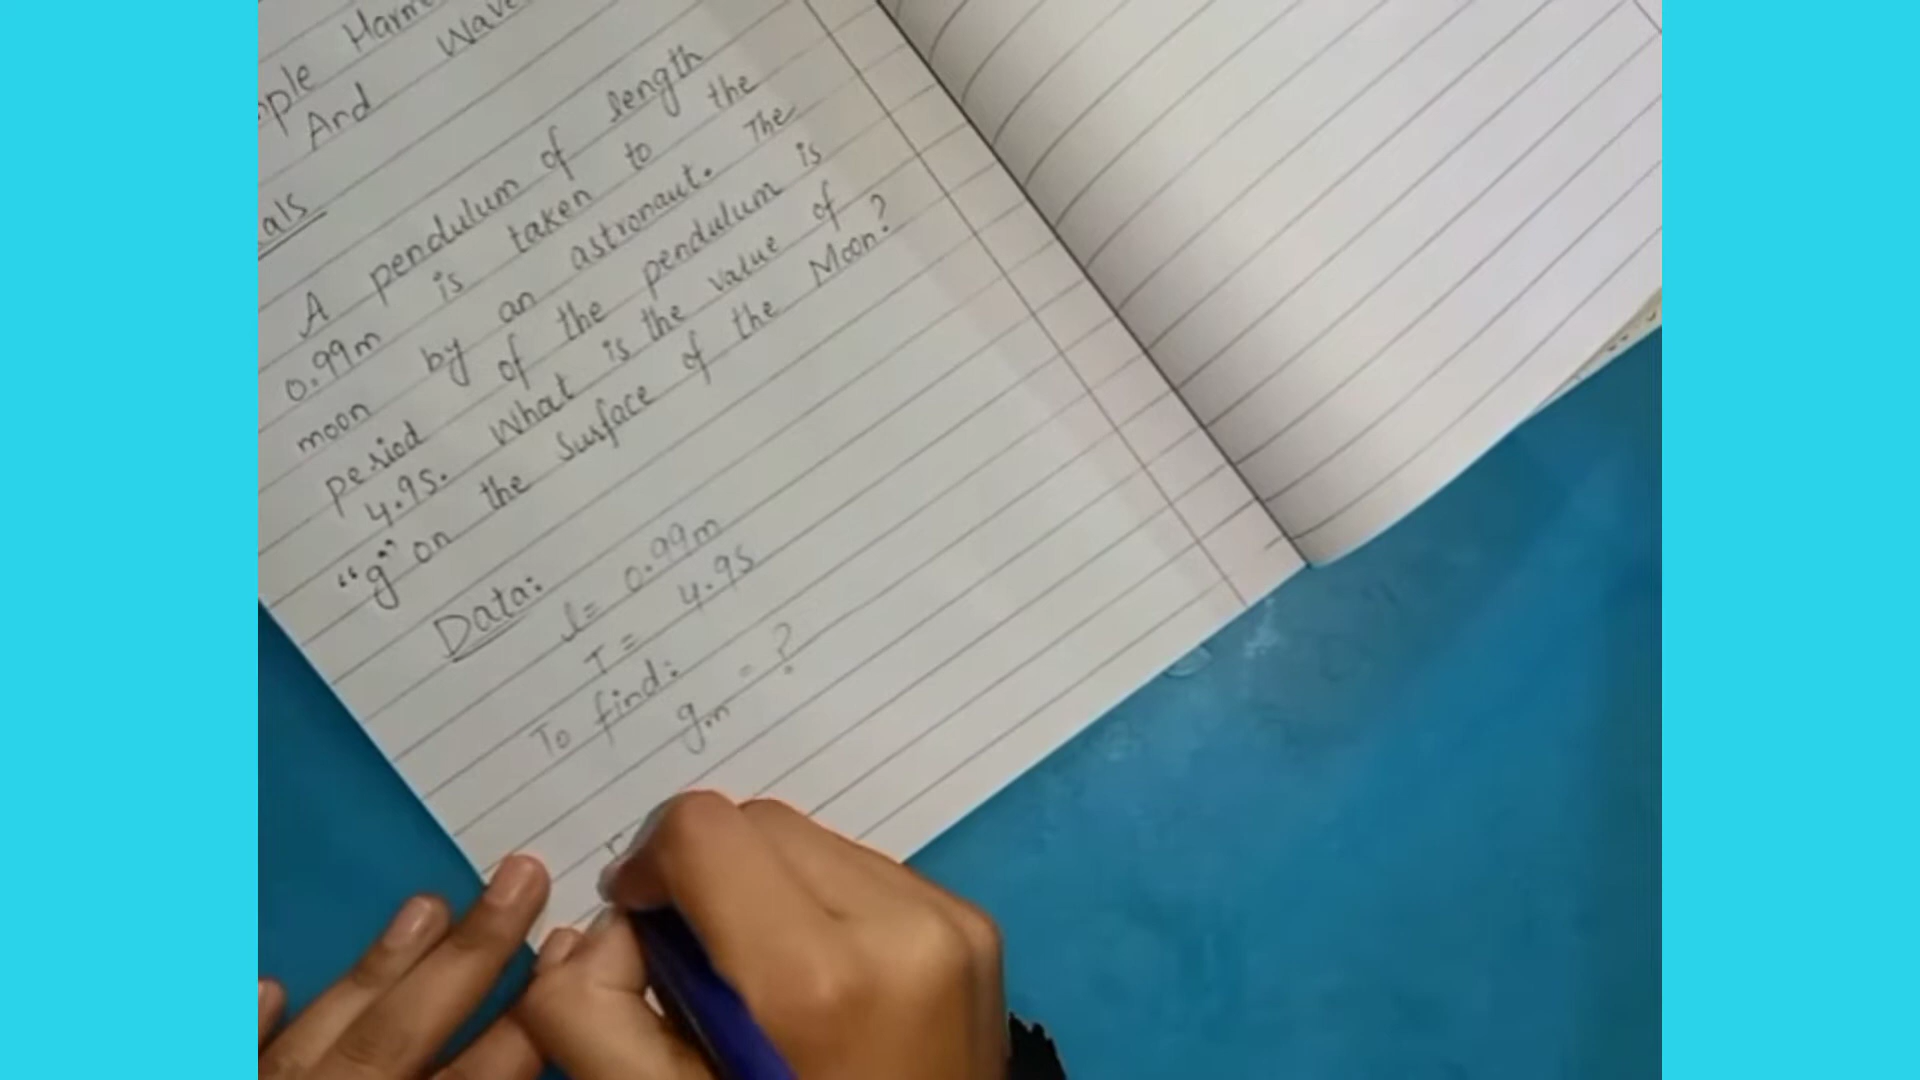 Harm
And Wave
A pendulum of length
0.99m is taken to the
moon by an astronaut. The
period of the pendulum is
4.9s. What is the value of
"g" on the surface of the Moon?
Data:
l = 0.99m
T = 4.9s
To find:
gm = ?